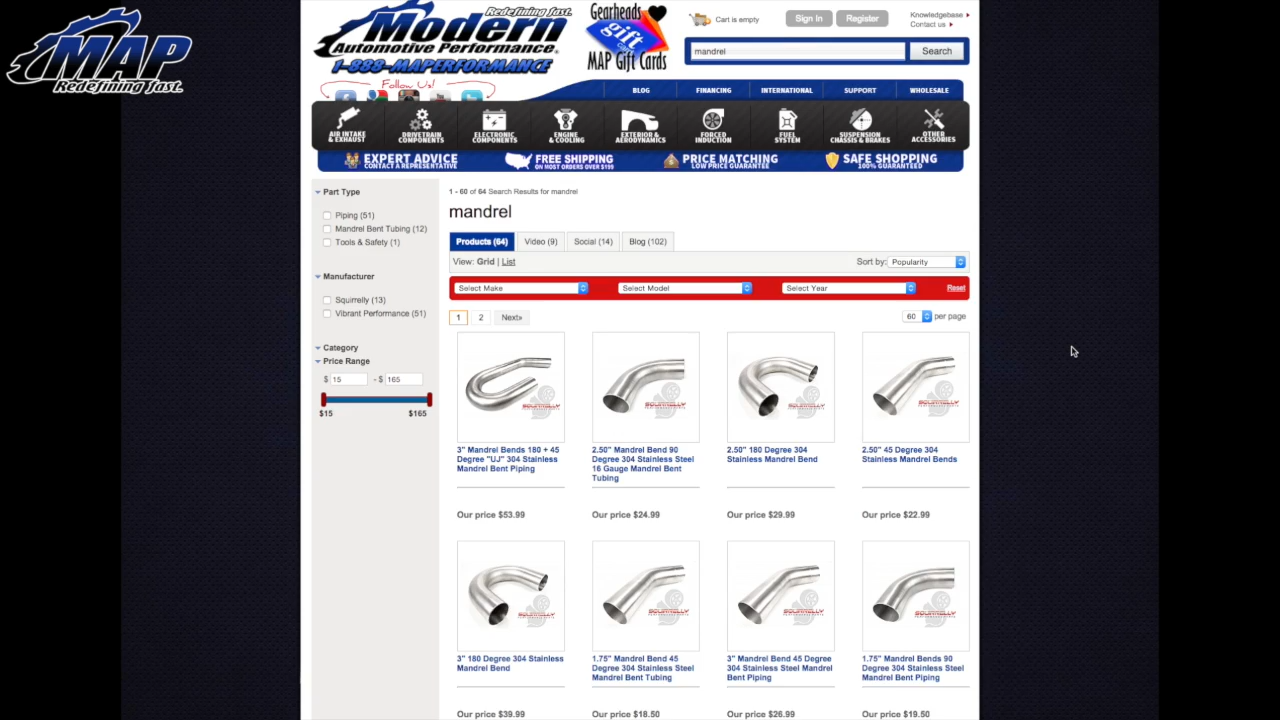 MAP
Redefining fast.
Redefining fast.
Modern
Automotive Performance
1-888-MAPERFORMANCE
Follow Us!
Gearheads
gift
MAP Gift Cards
Cart is empty
Sign In
Register
Knowledgebase
Contact us
mandrel
Search
BLOG
FINANCING
INTERNATIONAL
SUPPORT
WHOLESALE
AIR INTAKE
& EXHAUST
DRIVETRAIN
COMPONENTS
ELECTRONIC
COMPONENTS
ENGINE
& COOLING
EXTERIOR &
AERODYNAMICS
FORCED
INDUCTION
FUEL
SYSTEM
SUSPENSION
CHASSIS & BRAKES
OTHER
ACCESSORIES
EXPERT ADVICE
CONTACT A REPRESENTATIVE
FREE SHIPPING
ON MOST ORDERS OVER $199
PRICE MATCHING
LOW PRICE GUARANTEE
SAFE SHOPPING
100% GUARANTEED
Part Type
Piping (51)
Mandrel Bent Tubing (12)
Tools & Safety (1)
Manufacturer
Squirrelly (13)
Vibrant Performance (51)
Category
Price Range
$ 15 - $ 165
$15 $165
1 - 60 of 64 Search Results for mandrel
mandrel
Products (64) Video (9) Social (14) Blog (102)
View: Grid | List
Sort by: Popularity
Select Make Select Model Select Year Reset
1 2 Next»
60 per page
3" Mandrel Bends 180 + 45
Degree "UJ" 304 Stainless
Mandrel Bent Piping
Our price $53.99
2.50" Mandrel Bend 90
Degree 304 Stainless Steel
16 Gauge Mandrel Bent
Tubing
Our price $24.99
2.50" 180 Degree 304
Stainless Mandrel Bend
Our price $29.99
2.50" 45 Degree 304
Stainless Mandrel Bends
Our price $22.99
3" 180 Degree 304 Stainless
Mandrel Bend
Our price $39.99
1.75" Mandrel Bend 45
Degree 304 Stainless Steel
Mandrel Bent Tubing
Our price $18.50
3" Mandrel Bend 45 Degree
304 Stainless Steel Mandrel
Bent Piping
Our price $26.99
1.75" Mandrel Bends 90
Degree 304 Stainless Steel
Mandrel Bent Piping
Our price $19.50